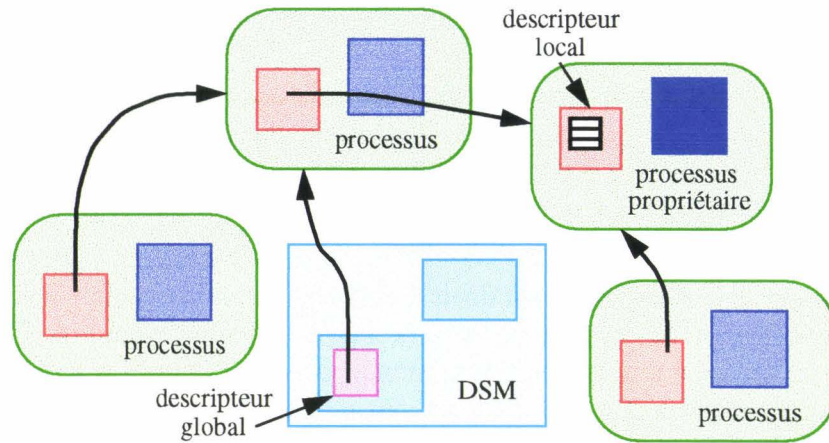 descripteur
local
processus
processus
propriétaire
processus
descripteur
global
DSM
processus